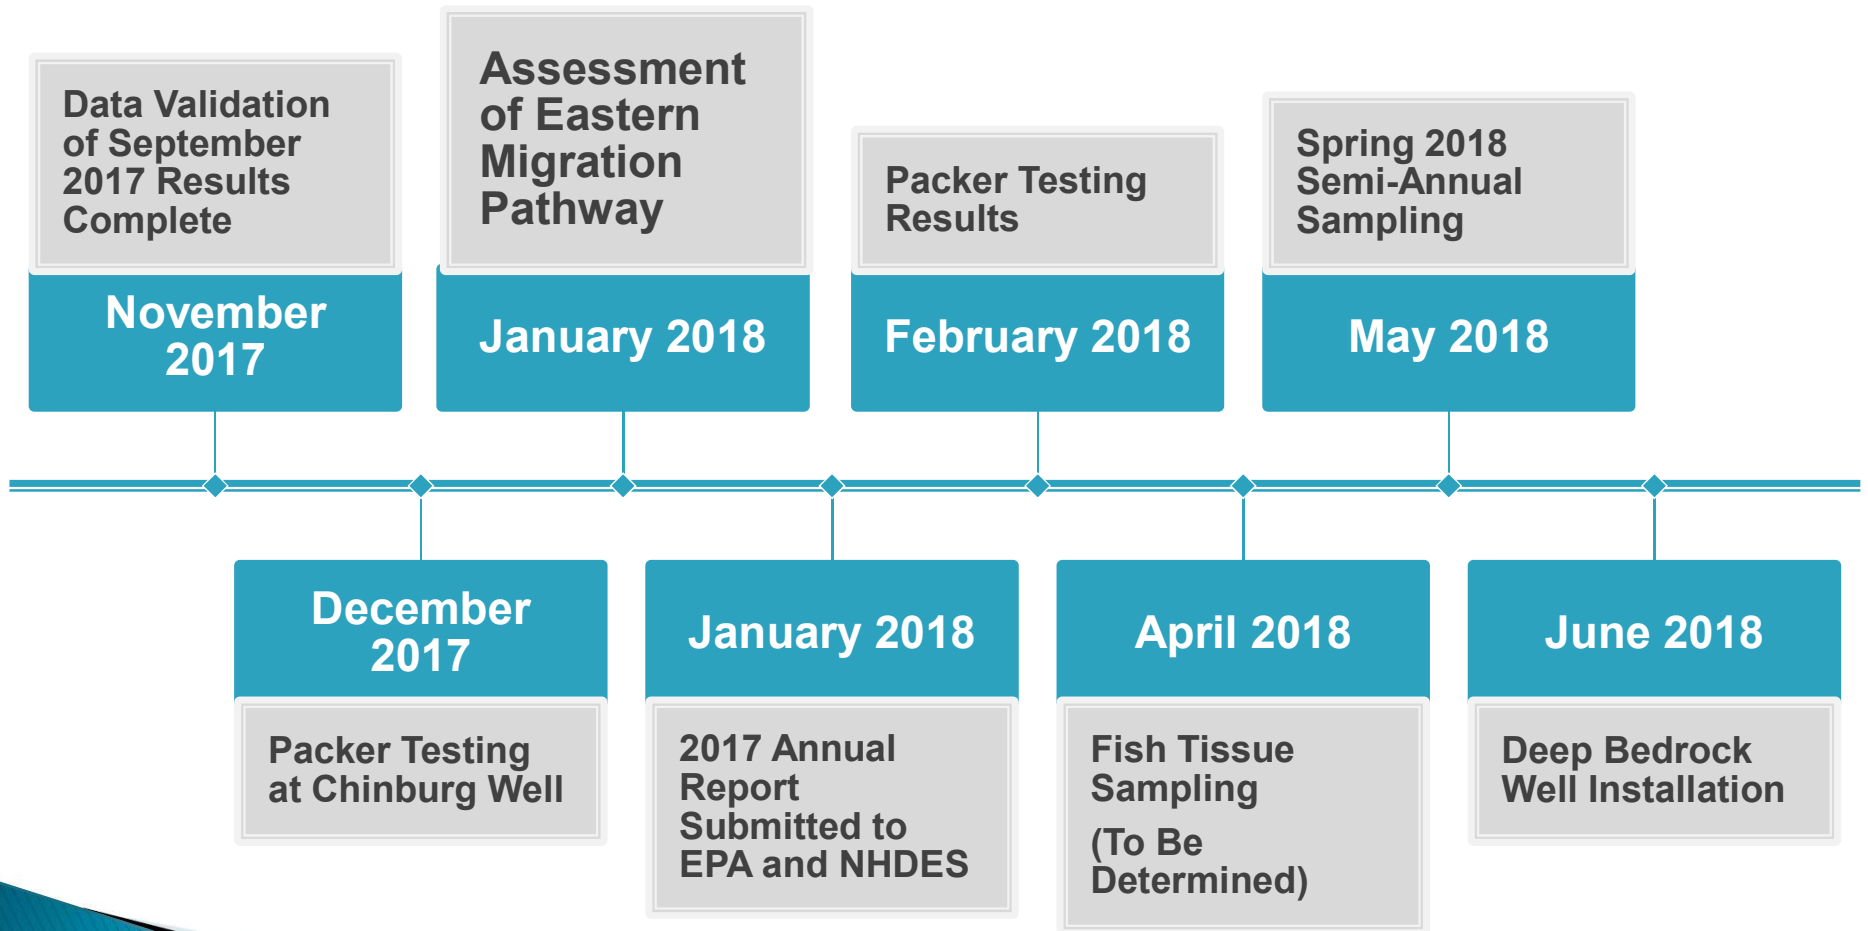 Data Validation
of September
2017 Results
Complete
November
2017
Assessment
of Eastern
Migration
Pathway
January 2018
Packer Testing
Results
February 2018
Spring 2018
Semi-Annual
Sampling
May 2018
December
2017
Packer Testing
at Chinburg Well
January 2018
2017 Annual
Report
Submitted to
EPA and NHDES
April 2018
Fish Tissue
Sampling
(To Be
Determined)
June 2018
Deep Bedrock
Well Installation